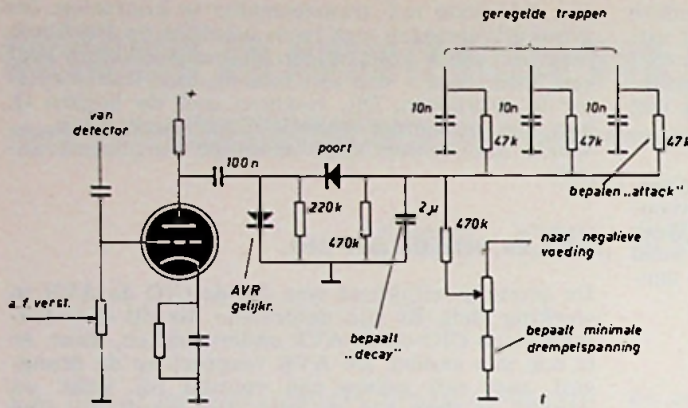 geregelde trappen
van
detector
+
10n
10n
10n
100n
poort
47k
47k
47k
bepalen „attack"
220k
470k
2µ
470k
naar negatieve
voeding
a.f. verst.
AVR
gelijkr.
bepaalt
„decay"
bepaalt minimale
drempelspanning
1